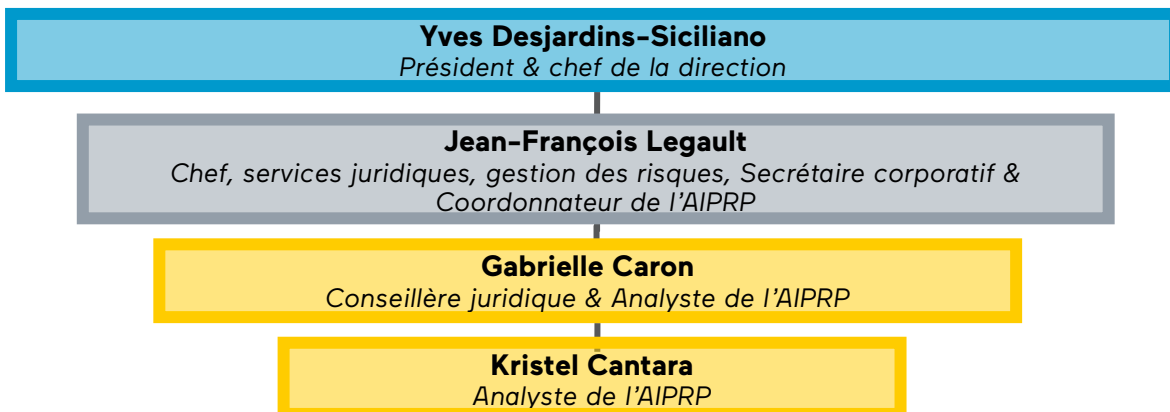 Yves Desjardins-Siciliano
Président & chef de la direction
Jean-François Legault
Chef, services juridiques, gestion des risques, Secrétaire corporatif &
Coordonnateur de l'AIPRP
Gabrielle Caron
Conseillère juridique & Analyste de l'AIPRP
Kristel Cantara
Analyste de l'AIPRP